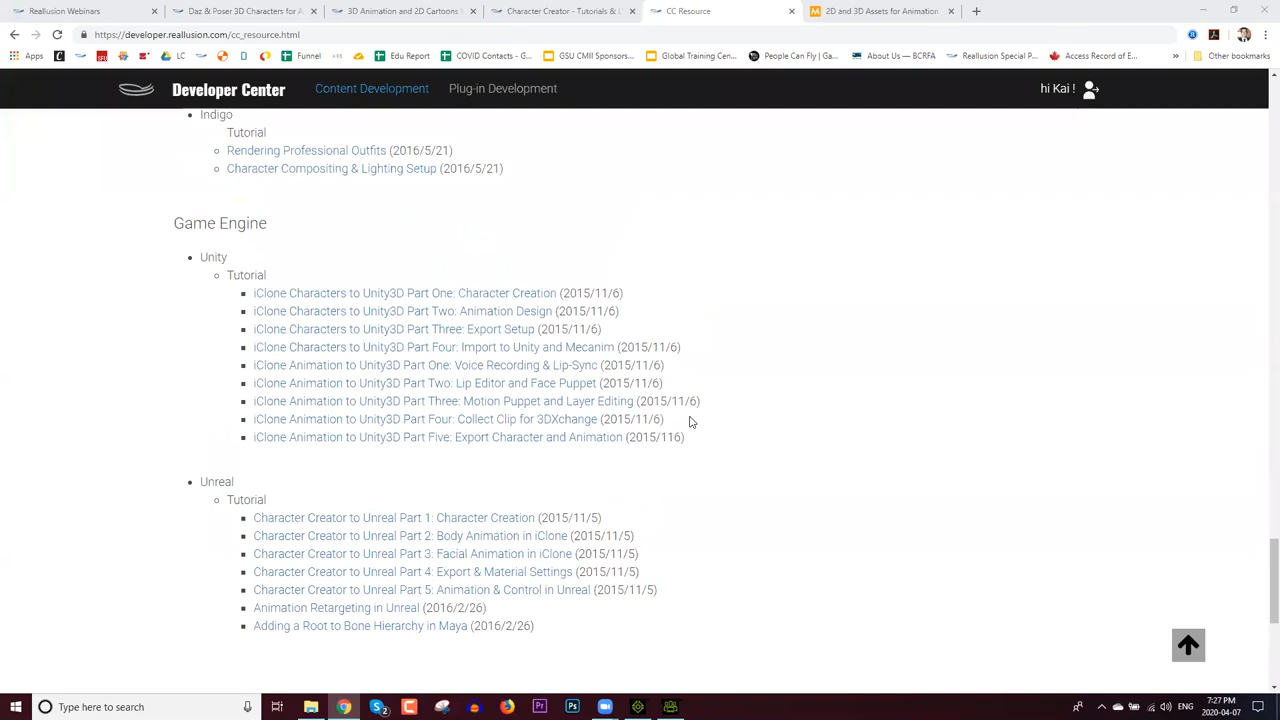 Reallusion Webinars
Daz & Poser 3D Characters for A
3D Animation and 2D Cartoons
Character Creator - Tutorials & L
CC Resource
2D and 3D Assets for Animation
https://developer.reallusion.com/cc_resource.html
Apps
LC
Funnel
Edu Report
COVID Contacts - G...
GSU CMII Sponsors...
Global Training Cen...
People Can Fly | Ga...
About Us — BCRFA
Reallusion Special P...
Access Record of E...
Other bookmarks
Developer Center
Content Development
Plug-in Development
hi Kai !
Indigo
Tutorial
Rendering Professional Outfits (2016/5/21)
Character Compositing & Lighting Setup (2016/5/21)
Game Engine
Unity
Tutorial
iClone Characters to Unity3D Part One: Character Creation (2015/11/6)
iClone Characters to Unity3D Part Two: Animation Design (2015/11/6)
iClone Characters to Unity3D Part Three: Export Setup (2015/11/6)
iClone Characters to Unity3D Part Four: Import to Unity and Mecanim (2015/11/6)
iClone Animation to Unity3D Part One: Voice Recording & Lip-Sync (2015/11/6)
iClone Animation to Unity3D Part Two: Lip Editor and Face Puppet (2015/11/6)
iClone Animation to Unity3D Part Three: Motion Puppet and Layer Editing (2015/11/6)
iClone Animation to Unity3D Part Four: Collect Clip for 3DXchange (2015/11/6)
iClone Animation to Unity3D Part Five: Export Character and Animation (2015/116)
Unreal
Tutorial
Character Creator to Unreal Part 1: Character Creation (2015/11/5)
Character Creator to Unreal Part 2: Body Animation in iClone (2015/11/5)
Character Creator to Unreal Part 3: Facial Animation in iClone (2015/11/5)
Character Creator to Unreal Part 4: Export & Material Settings (2015/11/5)
Character Creator to Unreal Part 5: Animation & Control in Unreal (2015/11/5)
Animation Retargeting in Unreal (2016/2/26)
Adding a Root to Bone Hierarchy in Maya (2016/2/26)
Type here to search
Pr
Ps
ENG
7:27 PM
2020-04-07